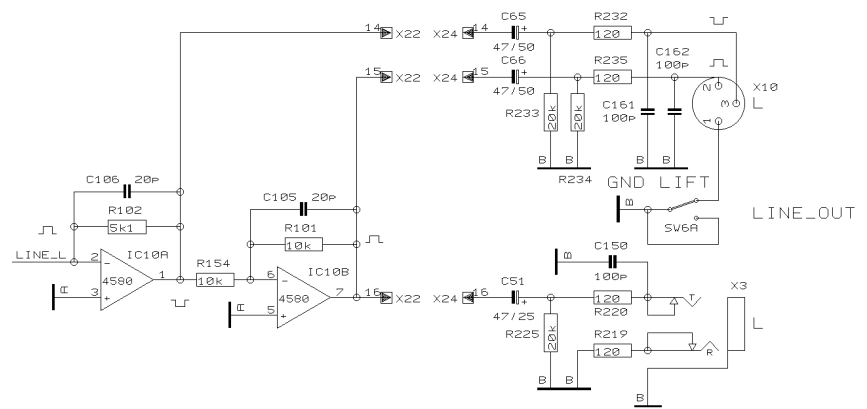 14 X22 X24 14 C65 + 47/50 R232 120
15 X22 X24 15 C66 + 47/50 R235 120 C162 100p
R233 20k 20k R234 C161 100p
B B B B
2 3 1 X10 L
GND LIFT
B SW6A
LINE_OUT
C106 20p
R102 5k1
C105 20p
R101 10k
LINE_L 2 - IC10A 4580 1 R154 10k
A 3 +
6 - IC10B 4580 7
A 5 +
16 X22 X24 16 C51 + 47/25 R220 120 T
B C150 100p
R225 20k R219 120 R
X3 L
B B B